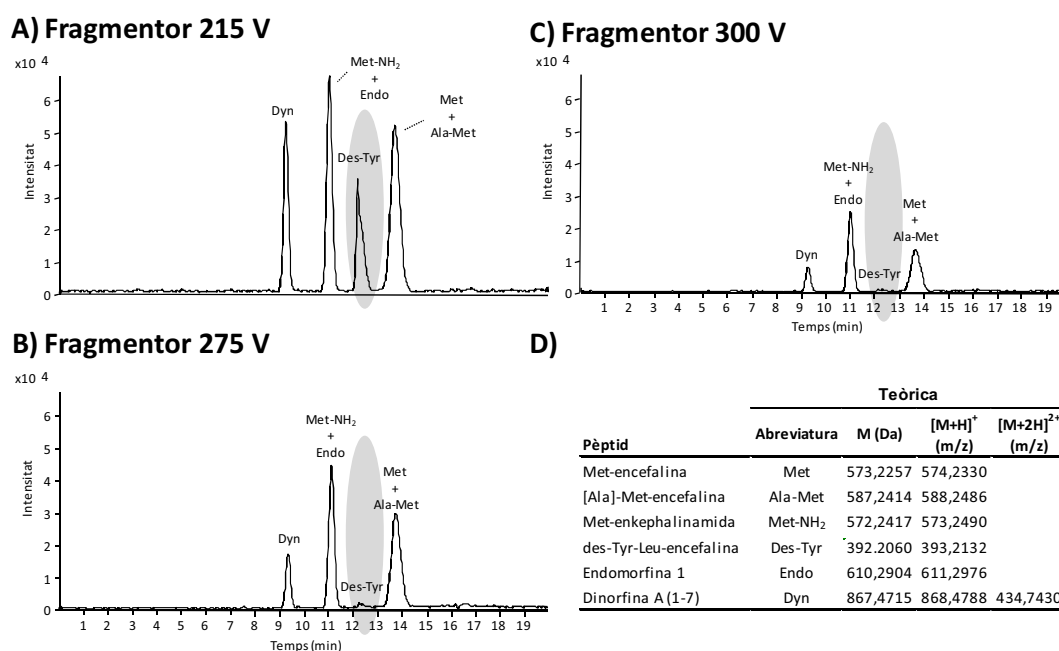 A) Fragmentor 215 V
x10 4
Intensitat
6
5
4
3
2
1
0
Dyn
Met-NH2
+
Endo
Des-Tyr
Met
+
Ala-Met
B) Fragmentor 275 V
x10 4
Intensitat
6
5
4
3
2
1
0
Dyn
Met-NH2
+
Endo
Des-Tyr
Met
+
Ala-Met
1 2 3 4 5 6 7 8 9 10 11 12 13 14 15 16 17 18 19
Temps (min)
C) Fragmentor 300 V
x10 4
Intensitat
6
5
4
3
2
1
0
Dyn
Met-NH2
+
Endo
Des-Tyr
Met
+
Ala-Met
1 2 3 4 5 6 7 8 9 10 11 12 13 14 15 16 17 18 19
Temps (min)
D)
Teòrica
Pèptid Abreviatura M (Da) [M+H]+ (m/z) [M+2H]2+ (m/z)
Met-encefalina Met 573,2257 574,2330
[Ala]-Met-encefalina Ala-Met 587,2414 588,2486
Met-enkephalinamida Met-NH2 572,2417 573,2490
des-Tyr-Leu-encefalina Des-Tyr 392.2060 393,2132
Endomorfina 1 Endo 610,2904 611,2976
Dinorfina A (1-7) Dyn 867,4715 868,4788 434,7430